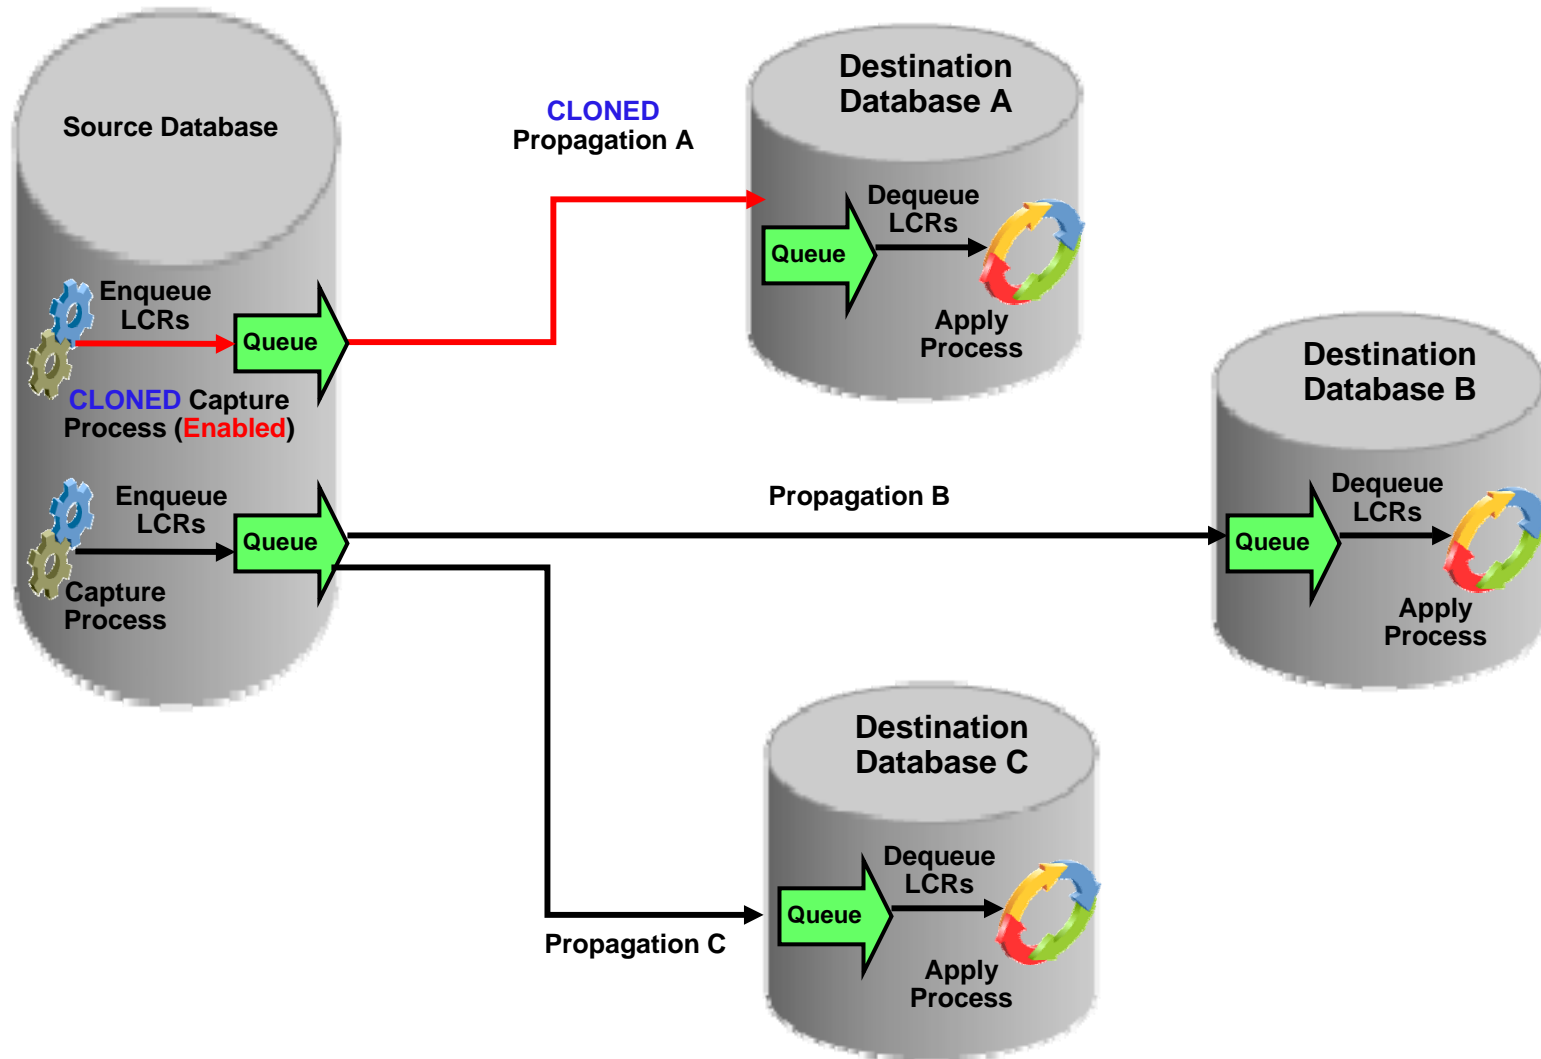 Source Database
Enqueue
LCRs
Queue
CLONED Capture
Process (Enabled)
Enqueue
LCRs
Queue
Capture
Process
CLONED
Propagation A
Destination
Database A
Dequeue
LCRs
Queue
Apply
Process
Propagation B
Destination
Database B
Dequeue
LCRs
Queue
Apply
Process
Propagation C
Destination
Database C
Dequeue
LCRs
Queue
Apply
Process